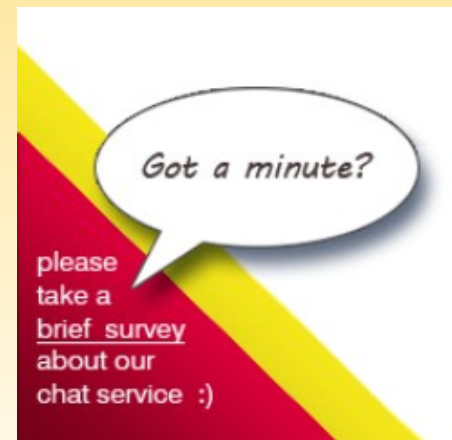 Got a minute?
please
take a
brief survey
about our
chat service :)